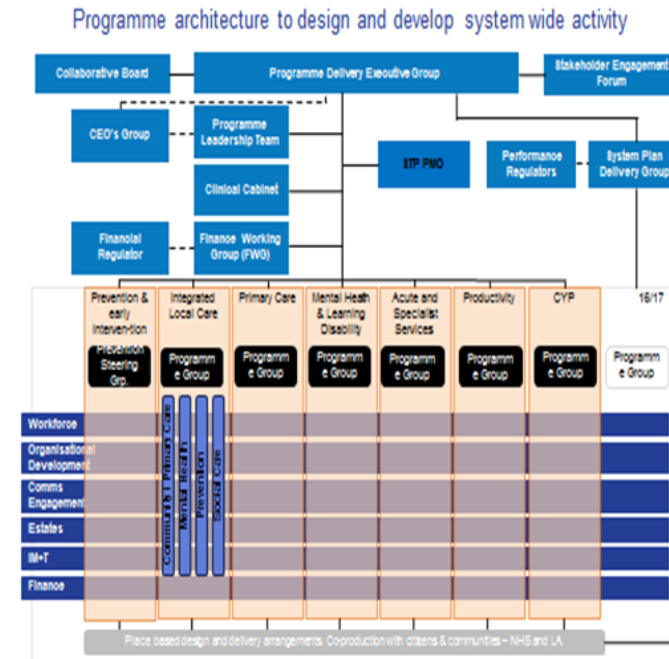 Programme architecture to design and develop system wide activity
Collaborative Board
Programme Delivery Executive Group
Stakeholder Engagement
Forum
CEO's Group
Programme
Leadership Team
STP PMO
Performance
Regulators
System Plan
Delivery Group
Clinical Cabinet
Financial
Regulator
Finance Working
Group (FWG)
Prevention &
early
Intervention
Integrated
Local Care
Primary Care
Mental Heath
& Learning
Disability
Acute and
Specialist
Services
Productivity
CYP
16/17
Prevention
Steering
Grp.
Programm
e Group
Programm
e Group
Programm
e Group
Programm
e Group
Programm
e Group
Programm
e Group
Programm
e Group
Workforce
Organisational
Development
Comms
Engagement
Estates
IM+T
Finance
Community / Primary Care
Mental Health
Prevention
Social Care
Place based design and delivery arrangements. Co-production with citizens & communities – NHS and LA